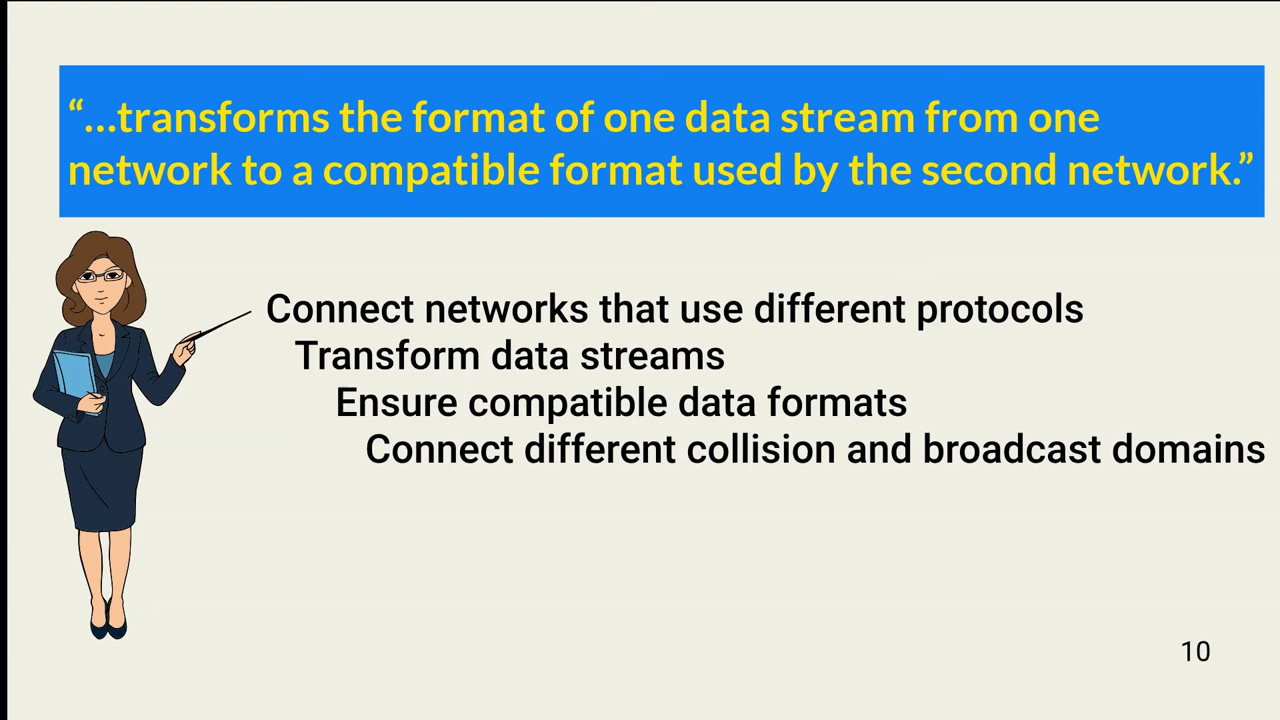 “...transforms the format of one data stream from one
network to a compatible format used by the second network.”
Connect networks that use different protocols
Transform data streams
Ensure compatible data formats
Connect different collision and broadcast domains
10